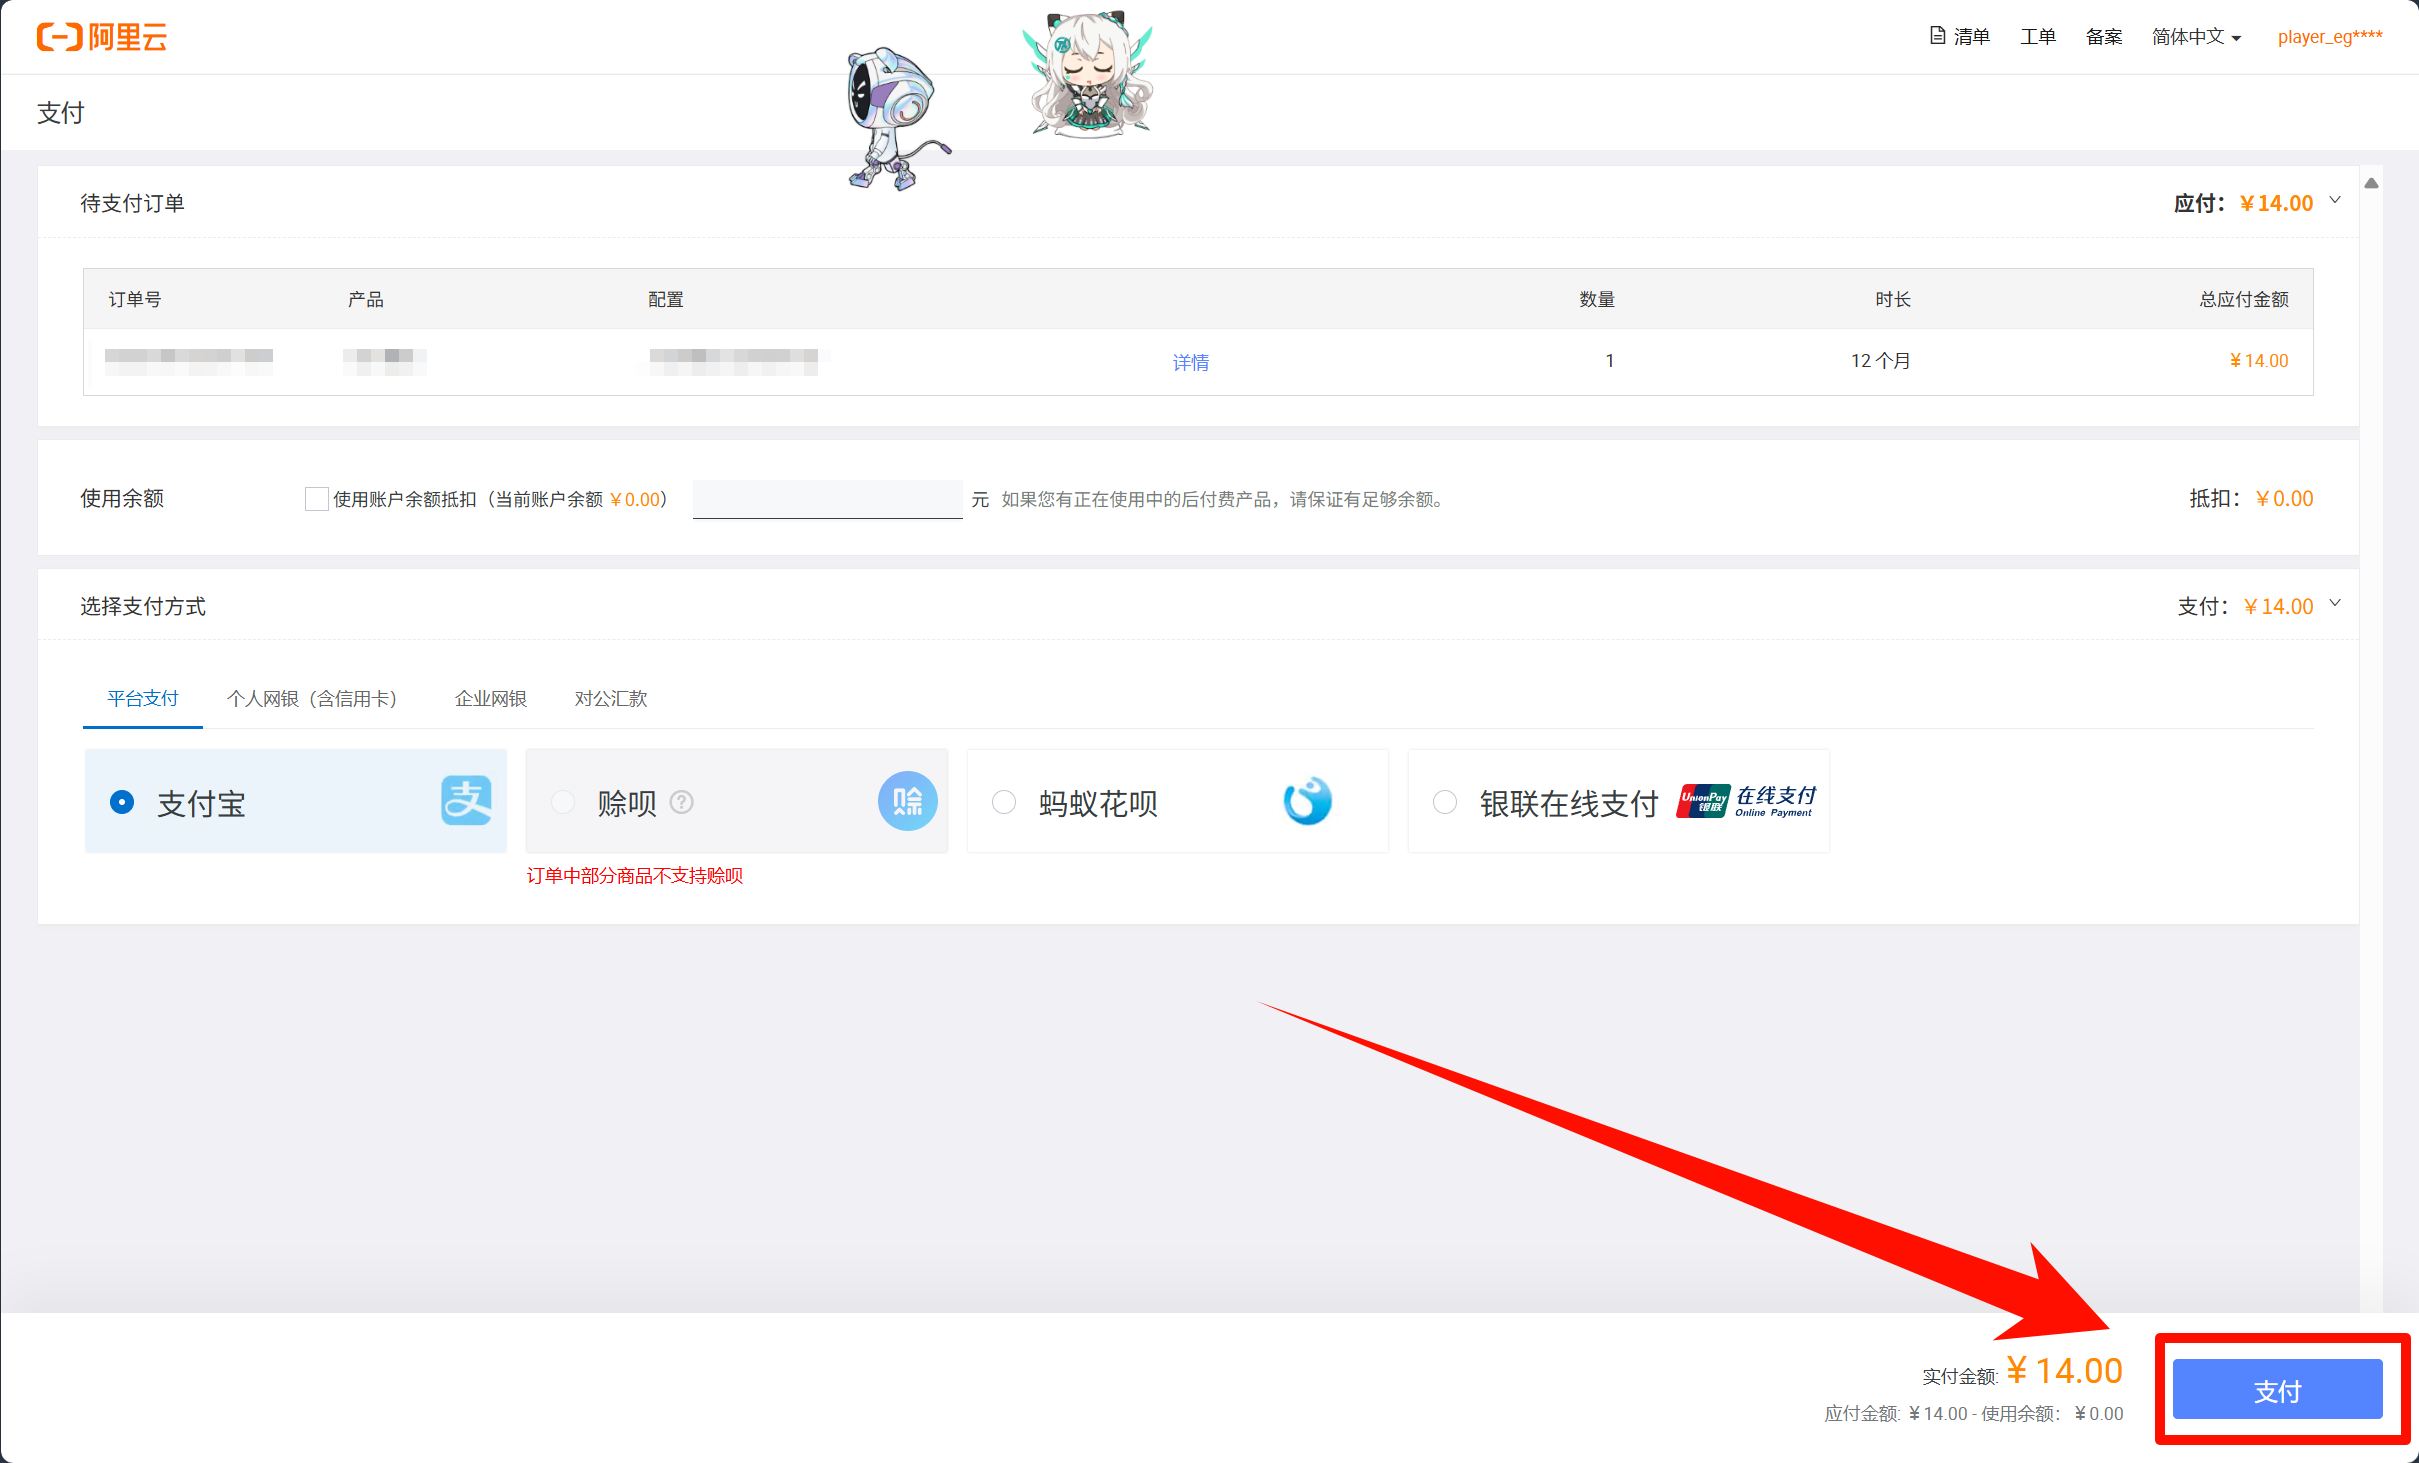 阿里云
清单 工单 备案 简体中文 player_eg****
支付
待支付订单 应付：¥14.00
订单号 产品 配置 数量 时长 总应付金额
详情 1 12 个月 ¥14.00
使用余额 使用账户余额抵扣（当前账户余额 ¥0.00） 元 如果您有正在使用中的后付费产品，请保证有足够余额。 抵扣：¥0.00
选择支付方式 支付：¥14.00
平台支付 个人网银（含信用卡） 企业网银 对公汇款
支付宝 支 赊呗 ? 赊 蚂蚁花呗 银联在线支付 UnionPay 银联 在线支付 Online Payment
订单中部分商品不支持赊呗
实付金额: ¥14.00
应付金额: ¥14.00 - 使用余额： ¥0.00
支付